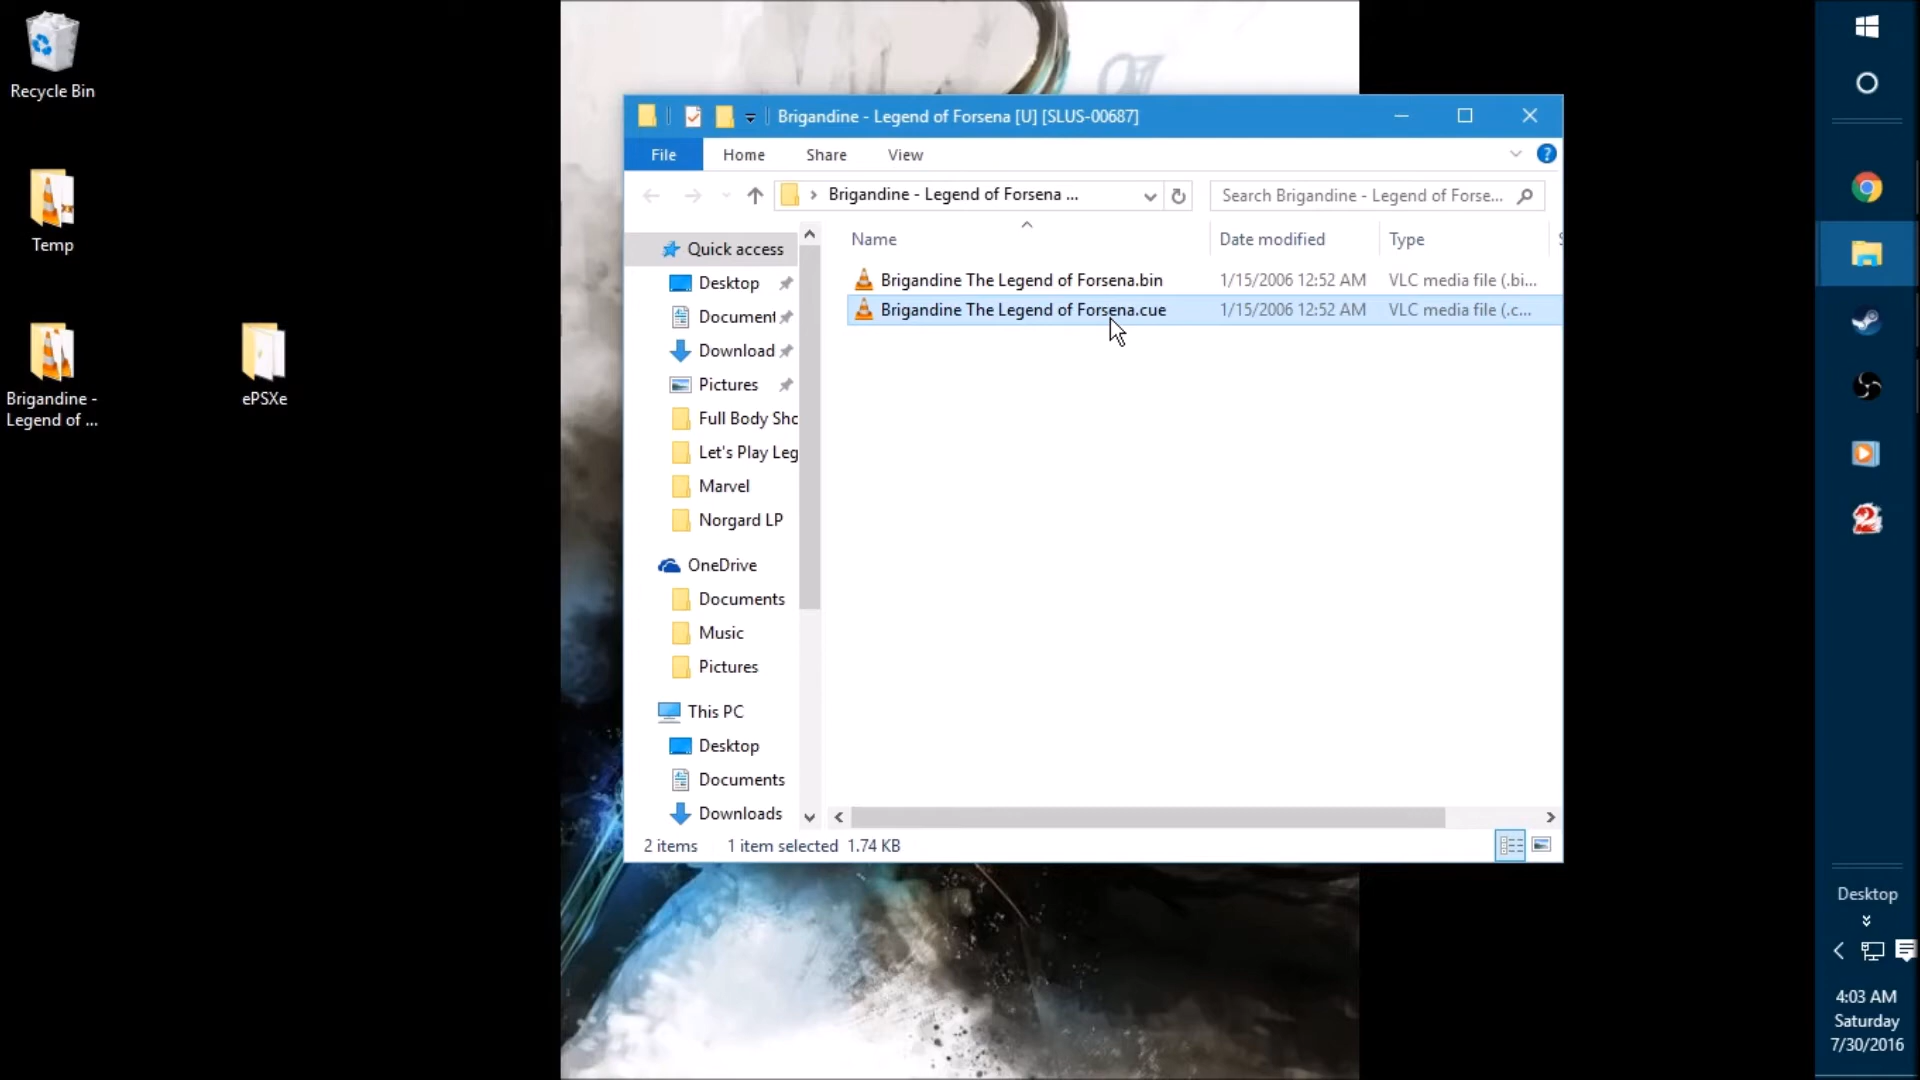 Recycle Bin
Temp
Brigandine -
Legend of ...
ePSXe
Brigandine - Legend of Forsena [U] [SLUS-00687]
File Home Share View
Brigandine - Legend of Forsena ...
Search Brigandine - Legend of Forse...
Name Date modified Type
Brigandine The Legend of Forsena.bin 1/15/2006 12:52 AM VLC media file (.bi...
Brigandine The Legend of Forsena.cue 1/15/2006 12:52 AM VLC media file (.c...
Quick access
Desktop
Document
Download
Pictures
Full Body Sho
Let's Play Leg
Marvel
Norgard LP
OneDrive
Documents
Music
Pictures
This PC
Desktop
Documents
Downloads
2 items 1 item selected 1.74 KB
Desktop
4:03 AM
Saturday
7/30/2016